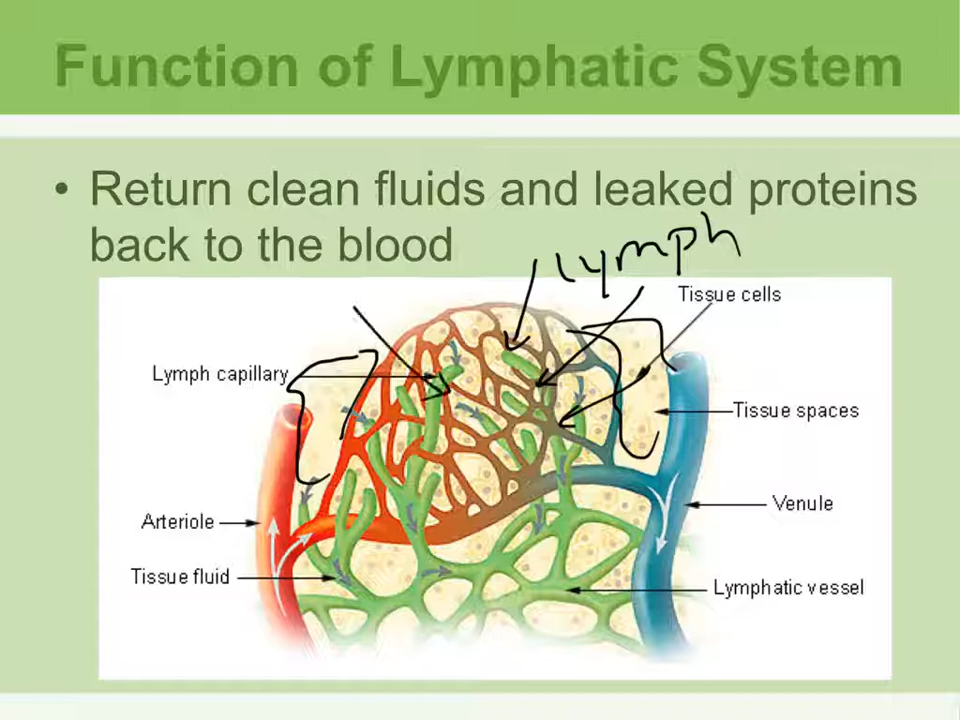 Function of Lymphatic System
• Return clean fluids and leaked proteins
back to the blood
lymph
Tissue cells
Lymph capillary
Tissue spaces
Venule
Arteriole
Tissue fluid
Lymphatic vessel